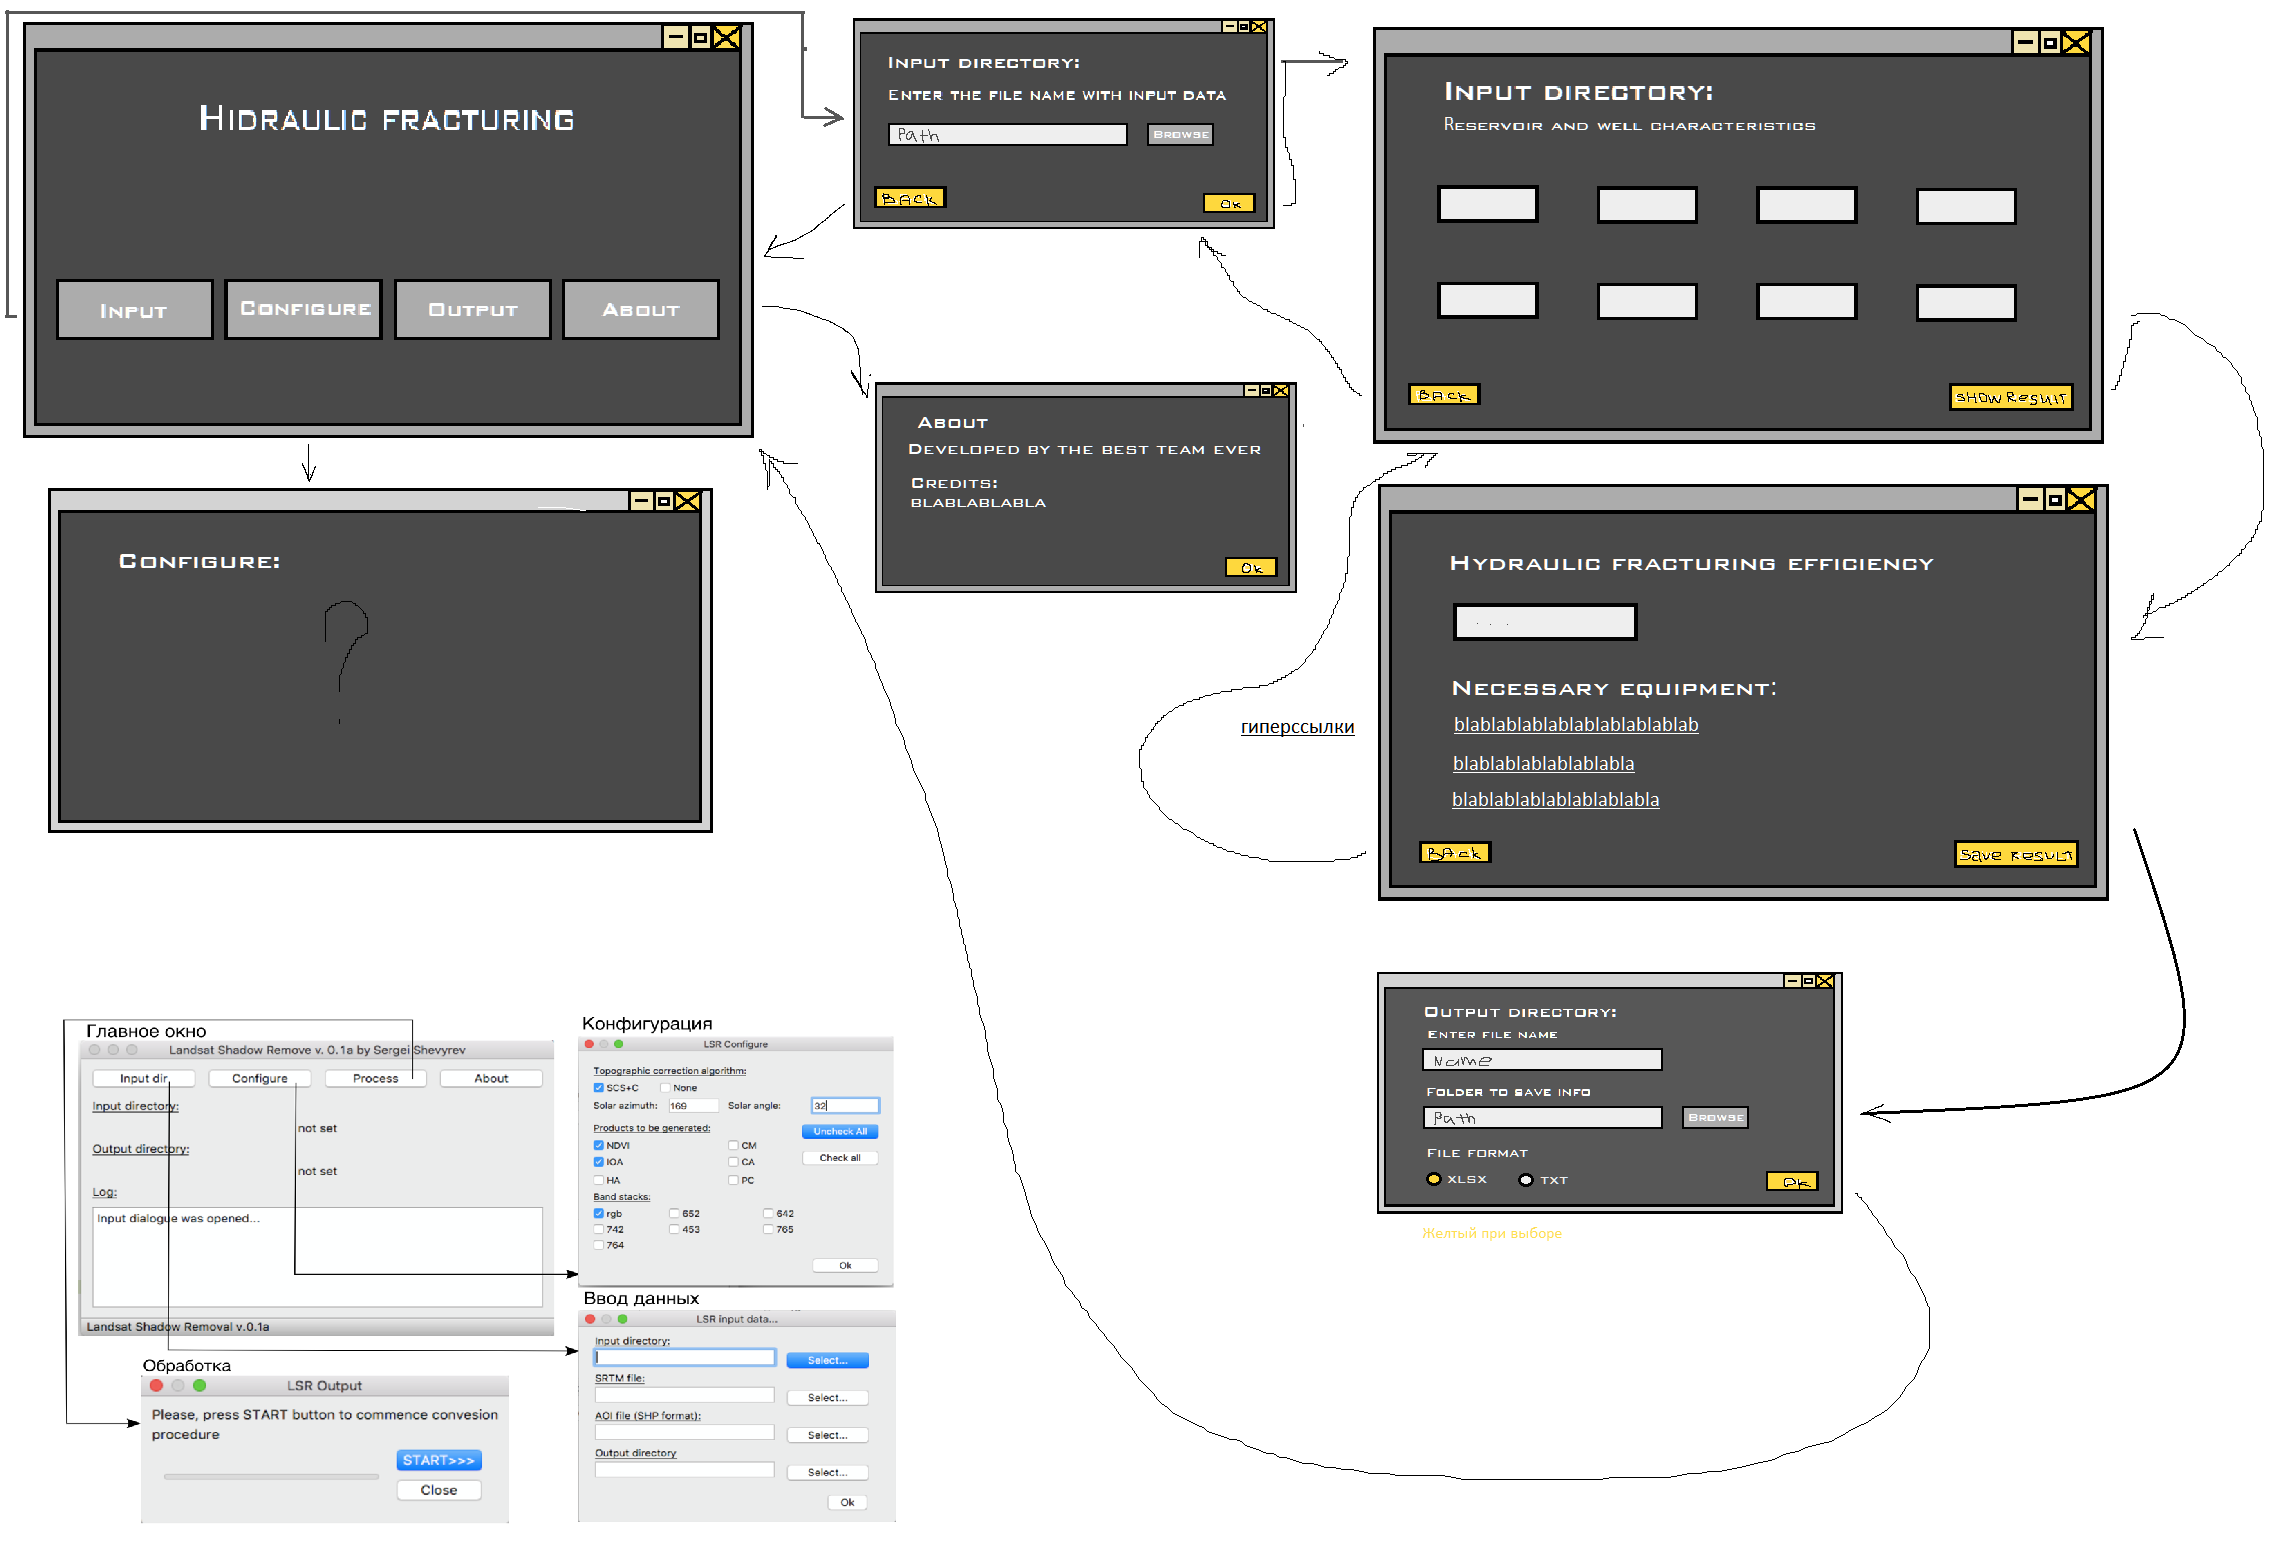 Hidraulic fracturing
Input
Configure
Output
About
Input directory:
Enter the file name with input data
Path
Browse
Back
Ok
Input directory:
Reservoir and well characteristics
Back
Show Result
About
Developed by the best team ever
Credits:
blablablabla
Ok
Configure:
?
Hydraulic fracturing efficiency
. . .
Necessary equipment:
blablablablablablablablablab
blablablablablablabla
blablablablablablablabla
гиперссылки
Back
Save Result
Output directory:
Enter file name
Name
Folder to save info
Path
Browse
File format
xlsx
txt
Ok
Желтый при выборе
Главное окно
Landsat Shadow Remove v. 0.1a by Sergei Shevyrev
Input dir.
Configure
Process
About
Input directory:
not set
Output directory:
not set
Log:
Input dialogue was opened...
Landsat Shadow Removal v.0.1a
Конфигурация
LSR Configure
Topographic correction algorithm:
SCS+C
None
Solar azimuth:
169
Solar angle:
32
Products to be generated:
Uncheck All
NDVI
CM
Check all
IOA
CA
HA
PC
Band stacks:
rgb
652
642
742
453
765
764
Ok
Ввод данных
LSR input data...
Input directory:
Select...
SRTM file:
Select...
AOI file (SHP format):
Select...
Output directory
Select...
Ok
Обработка
LSR Output
Please, press START button to commence convesion
procedure
START>>>
Close